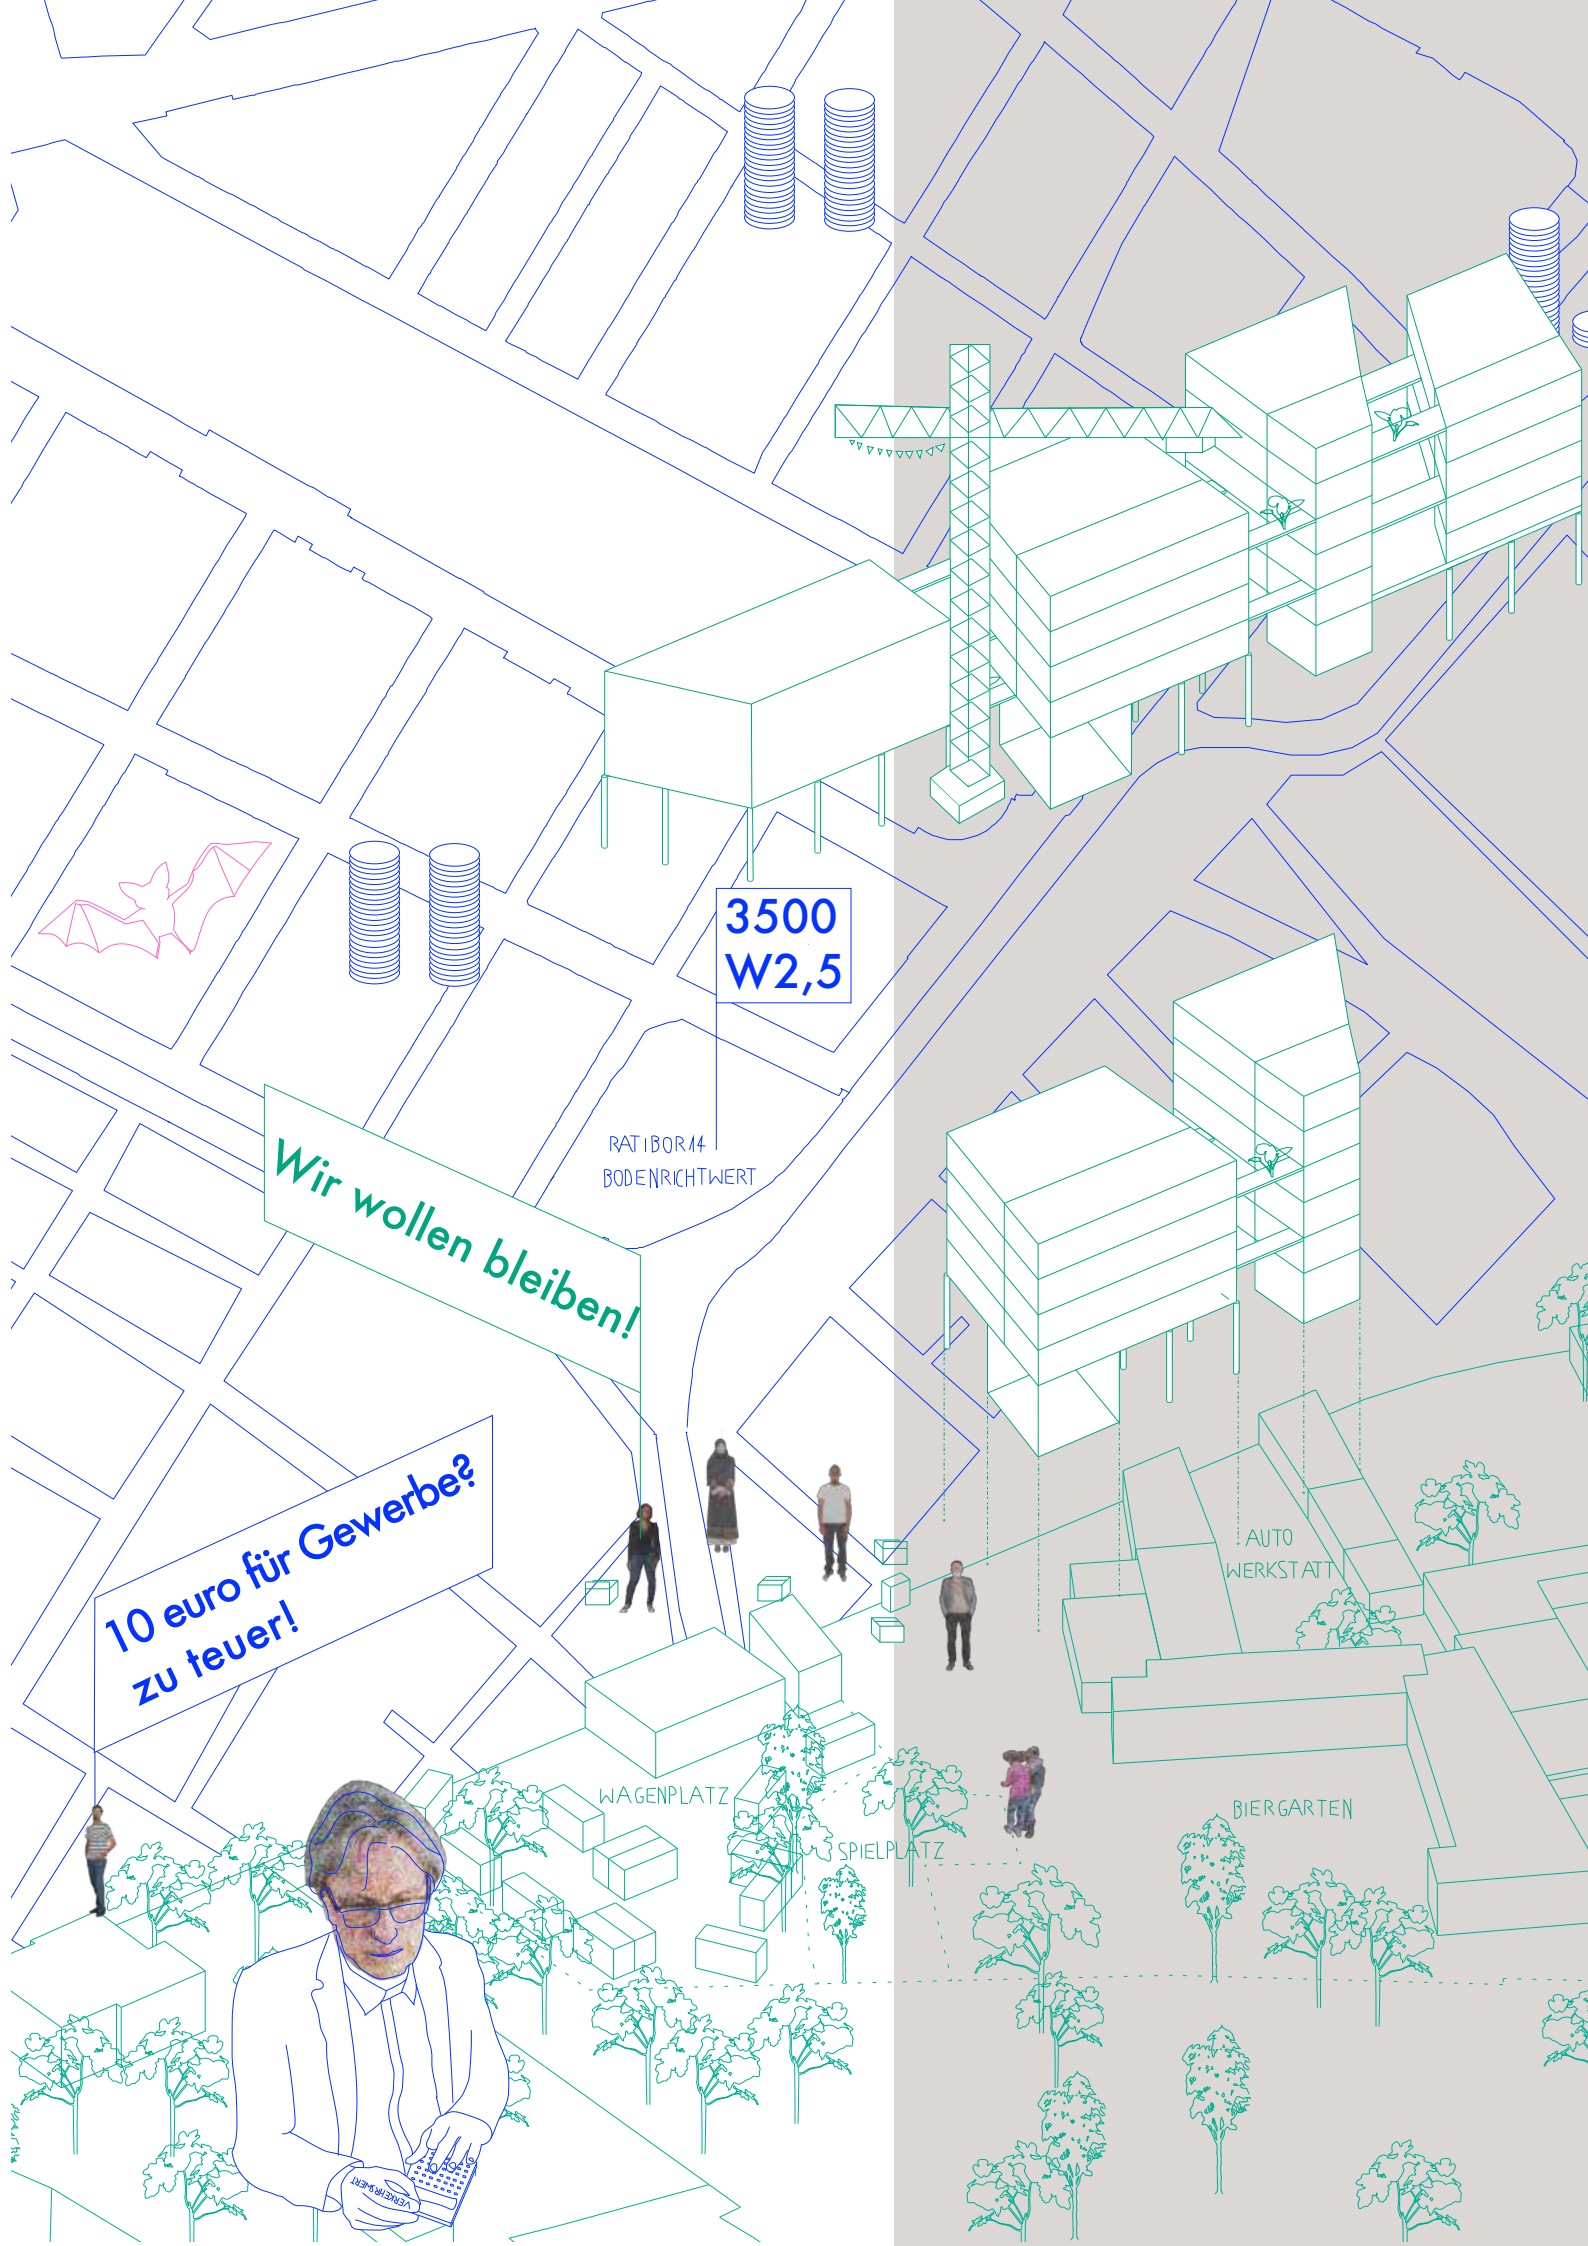 3500
W2,5
RATIBOR14
BODENRICHTWERT
Wir wollen bleiben!
10 euro für Gewerbe?
zu teuer!
AUTO
WERKSTATT
WAGENPLATZ
SPIELPLATZ
BIERGARTEN
VERKEHRSWERT